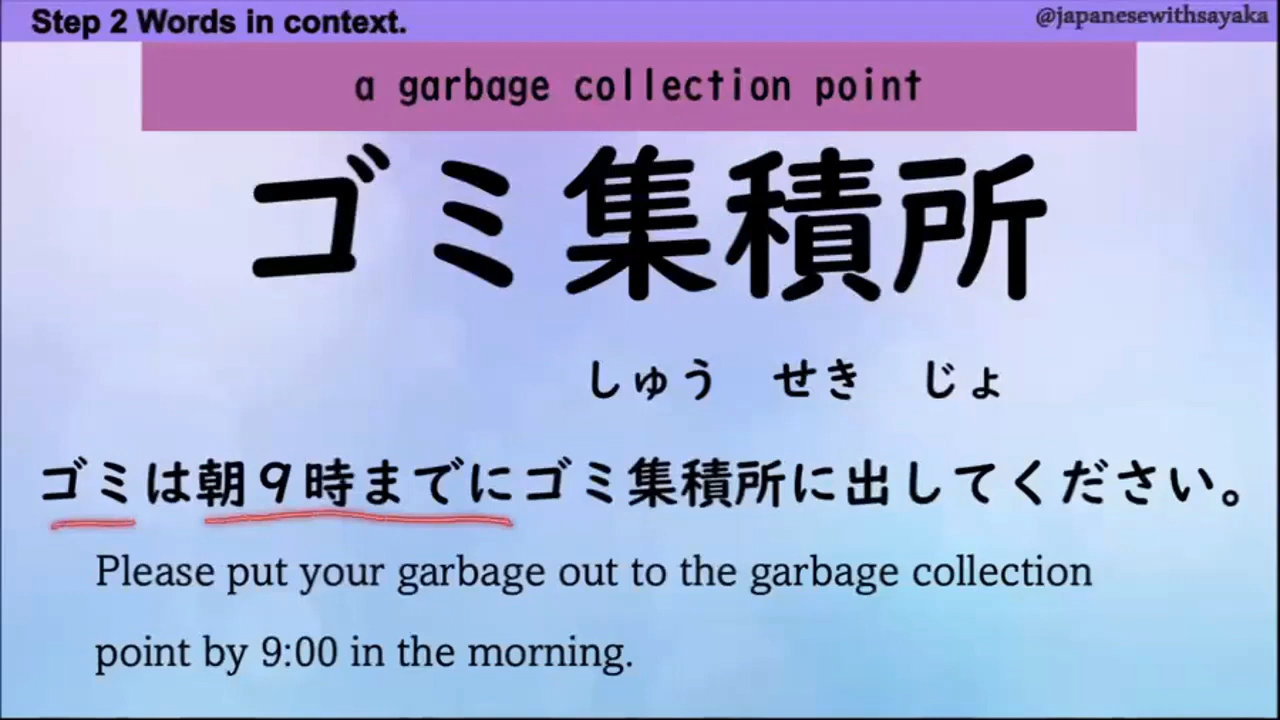 Step 2 Words in context.
@japanesewithsayaka
a garbage collection point
ゴミ集積所
しゅう せき じょ
ゴミは朝９時までにゴミ集積所に出してください。
Please put your garbage out to the garbage collection
point by 9:00 in the morning.